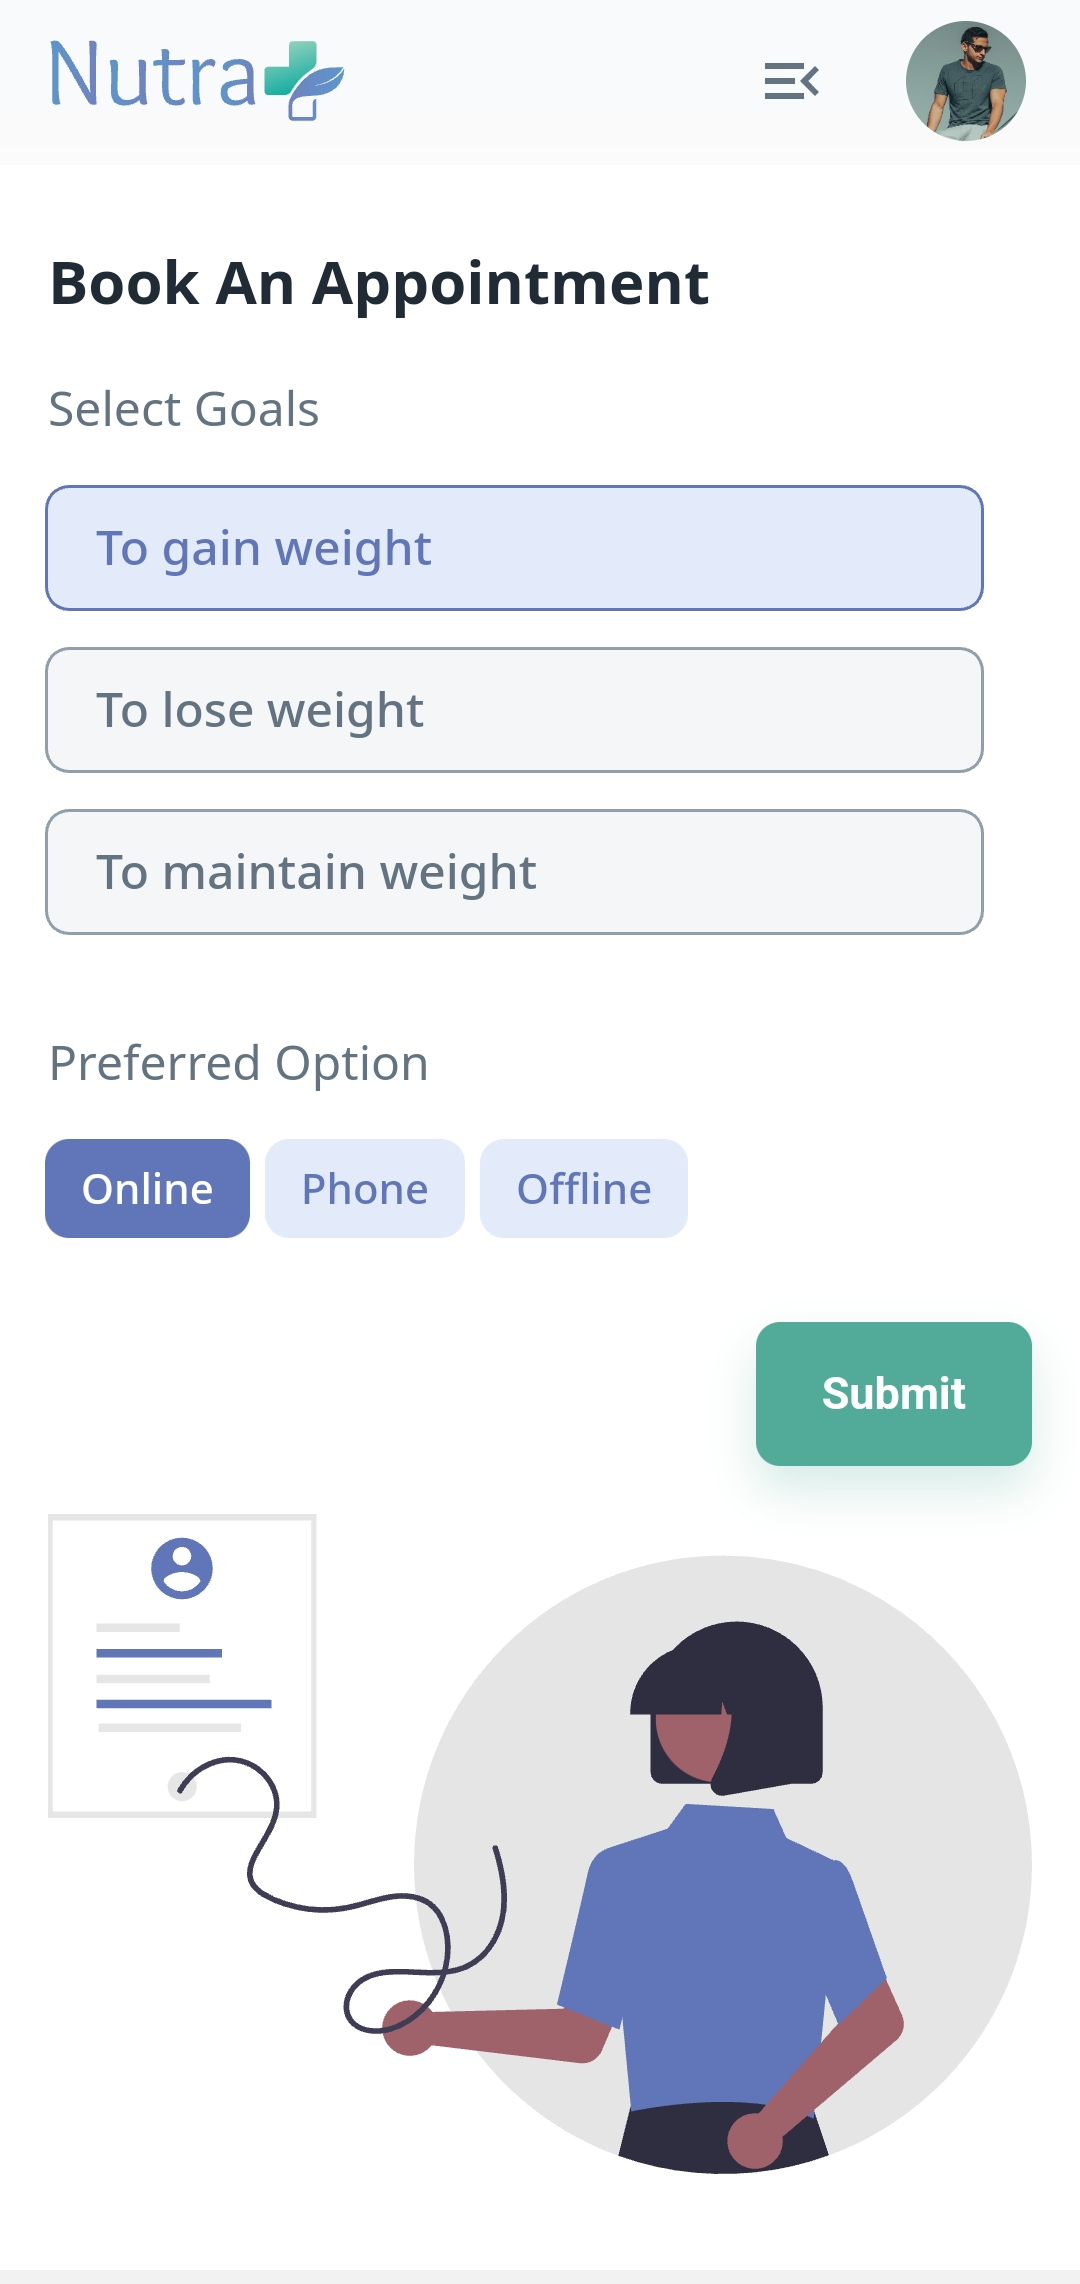 Nutra
Book An Appointment
Select Goals
To gain weight
To lose weight
To maintain weight
Preferred Option
Online Phone Offline
Submit